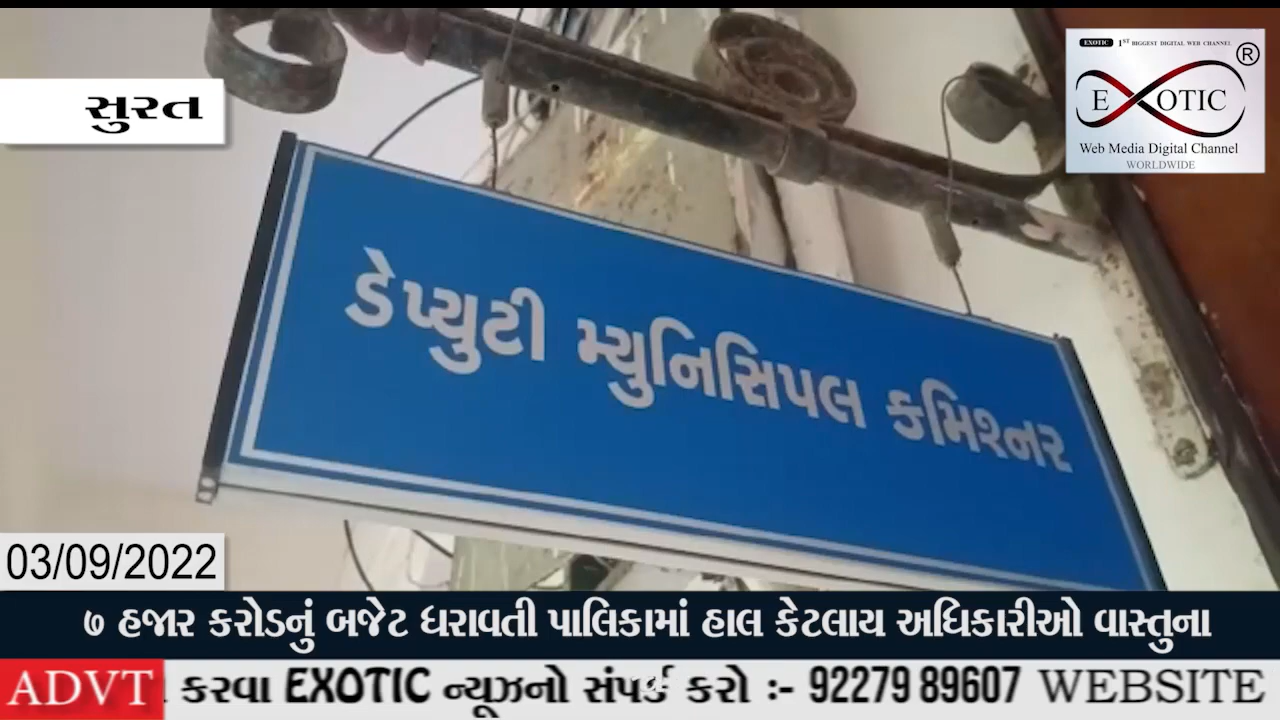 સુરત
EXOTIC 1ST BIGGEST DIGITAL WEB CHANNEL
®
EXOTIC
Web Media Digital Channel
WORLDWIDE
ડેપ્યુટી મ્યુનિસિપલ કમિશ્નર
03/09/2022
૭ હજાર કરોડનું બજેટ ધરાવતી પાલિકામાં હાલ કેટલાય અધિકારીઓ વાસ્તુના
ADVT કરવા EXOTIC ન્યૂઝનો સંપર્ક કરો :- 92279 89607 WEBSITE